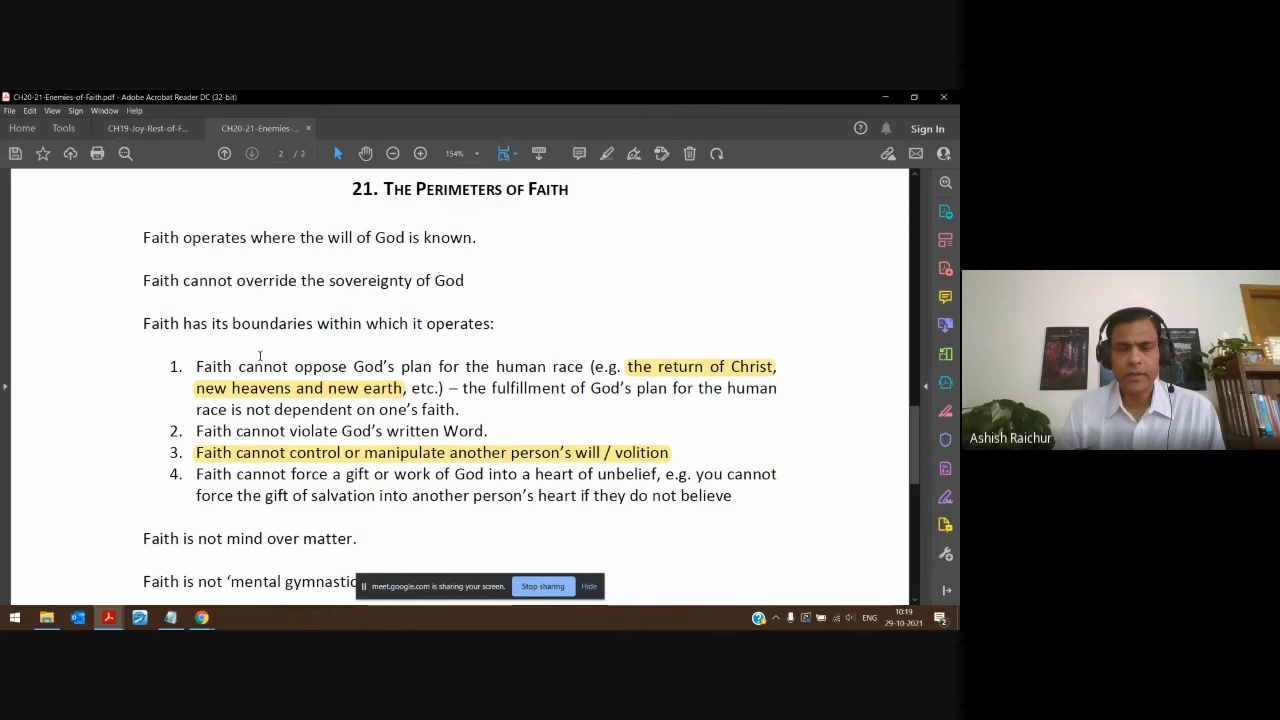 CH20-21-Enemies-of-Faith.pdf - Adobe Acrobat Reader DC (32-bit)
File Edit View Sign Window Help
Home Tools CH19-Joy-Rest-of-F... CH20-21-Enemies-... × Sign In
2 / 2 154%
21. THE PERIMETERS OF FAITH
Faith operates where the will of God is known.
Faith cannot override the sovereignty of God
Faith has its boundaries within which it operates:
1. Faith cannot oppose God’s plan for the human race (e.g. the return of Christ,
new heavens and new earth, etc.) – the fulfillment of God’s plan for the human
race is not dependent on one’s faith.
2. Faith cannot violate God’s written Word.
3. Faith cannot control or manipulate another person’s will / volition
4. Faith cannot force a gift or work of God into a heart of unbelief, e.g. you cannot
force the gift of salvation into another person’s heart if they do not believe
Faith is not mind over matter.
Faith is not ‘mental gymnastic
meet.google.com is sharing your screen. Stop sharing Hide
Ashish Raichur
ENG
10:19
29-10-2021